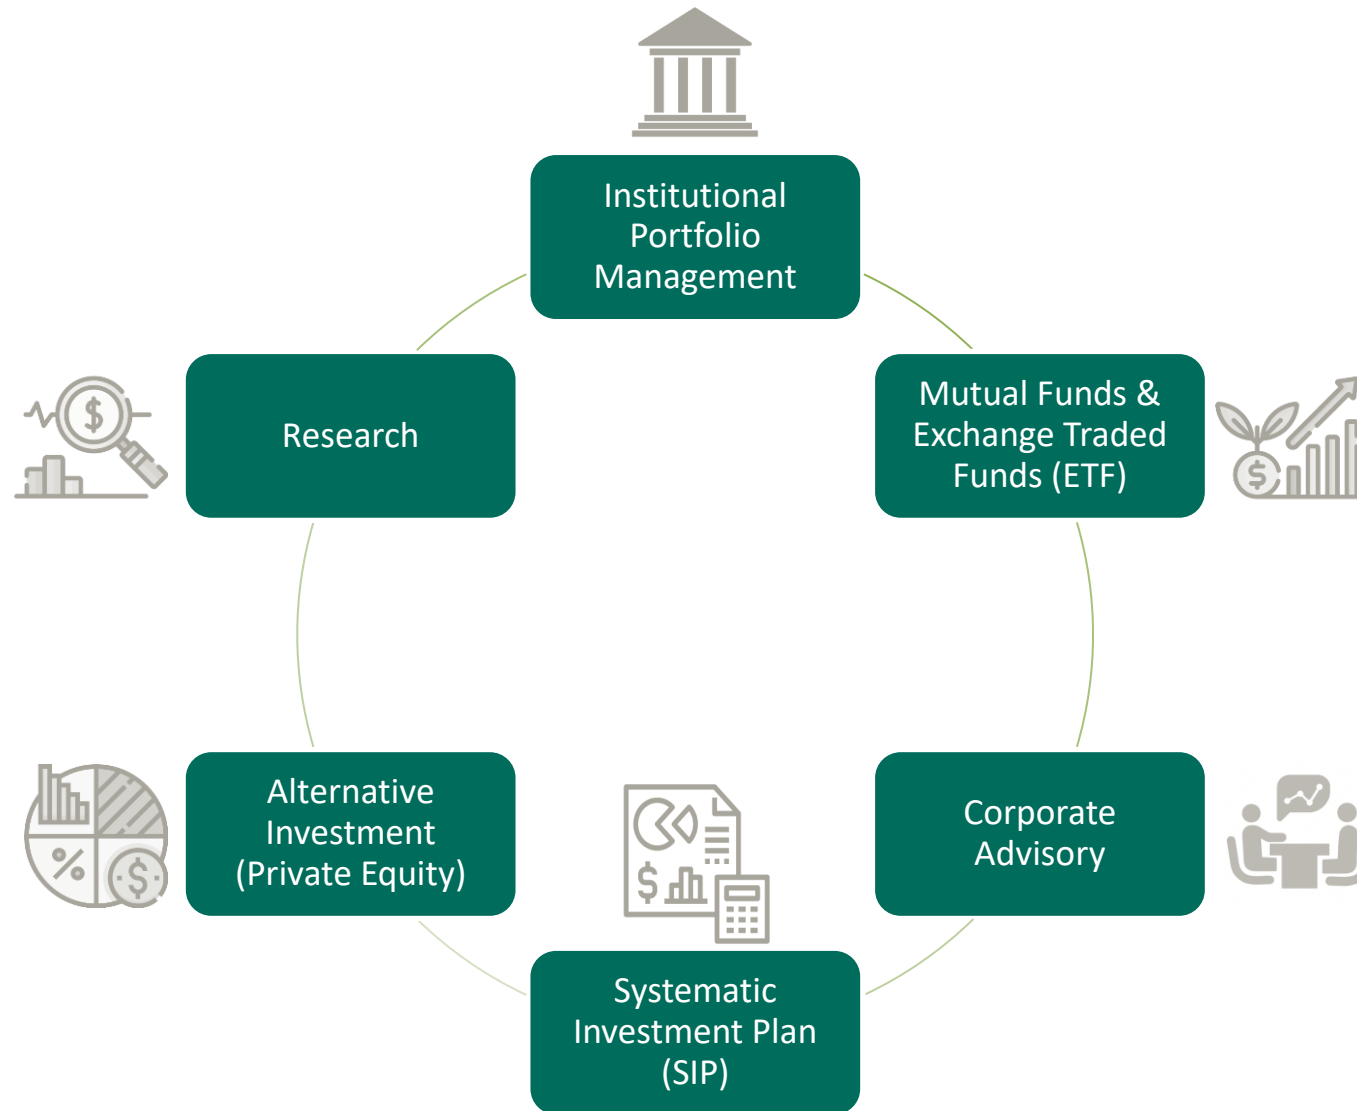 Institutional
Portfolio
Management
Mutual Funds &
Exchange Traded
Funds (ETF)
Corporate
Advisory
Systematic
Investment Plan
(SIP)
Alternative
Investment
(Private Equity)
Research
$
$
%
$
$